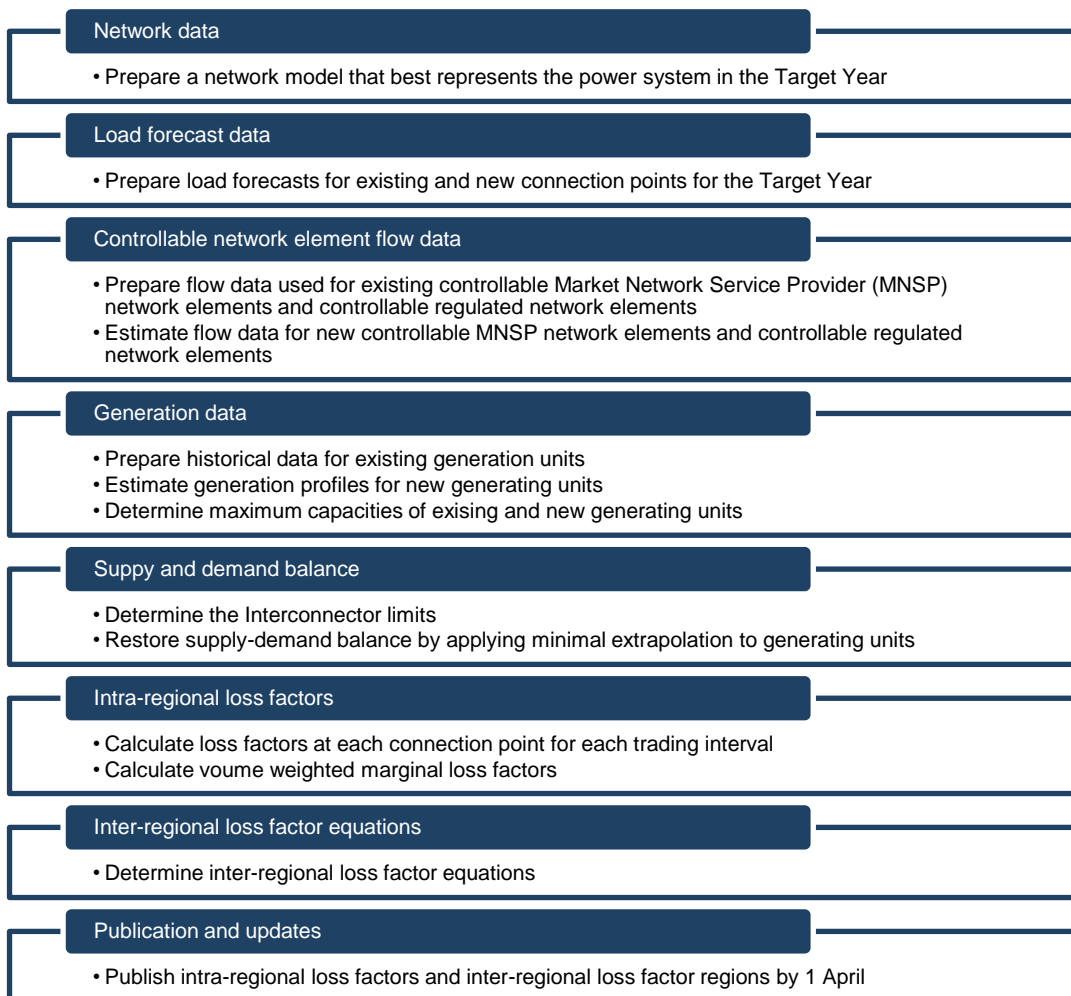 Network data
• Prepare a network model that best represents the power system in the Target Year
Load forecast data
• Prepare load forecasts for existing and new connection points for the Target Year
Controllable network element flow data
• Prepare flow data used for existing controllable Market Network Service Provider (MNSP)
network elements and controllable regulated network elements
• Estimate flow data for new controllable MNSP network elements and controllable regulated
network elements
Generation data
• Prepare historical data for existing generation units
• Estimate generation profiles for new generating units
• Determine maximum capacities of exising and new generating units
Suppy and demand balance
• Determine the Interconnector limits
• Restore supply-demand balance by applying minimal extrapolation to generating units
Intra-regional loss factors
• Calculate loss factors at each connection point for each trading interval
• Calculate voume weighted marginal loss factors
Inter-regional loss factor equations
• Determine inter-regional loss factor equations
Publication and updates
• Publish intra-regional loss factors and inter-regional loss factor regions by 1 April